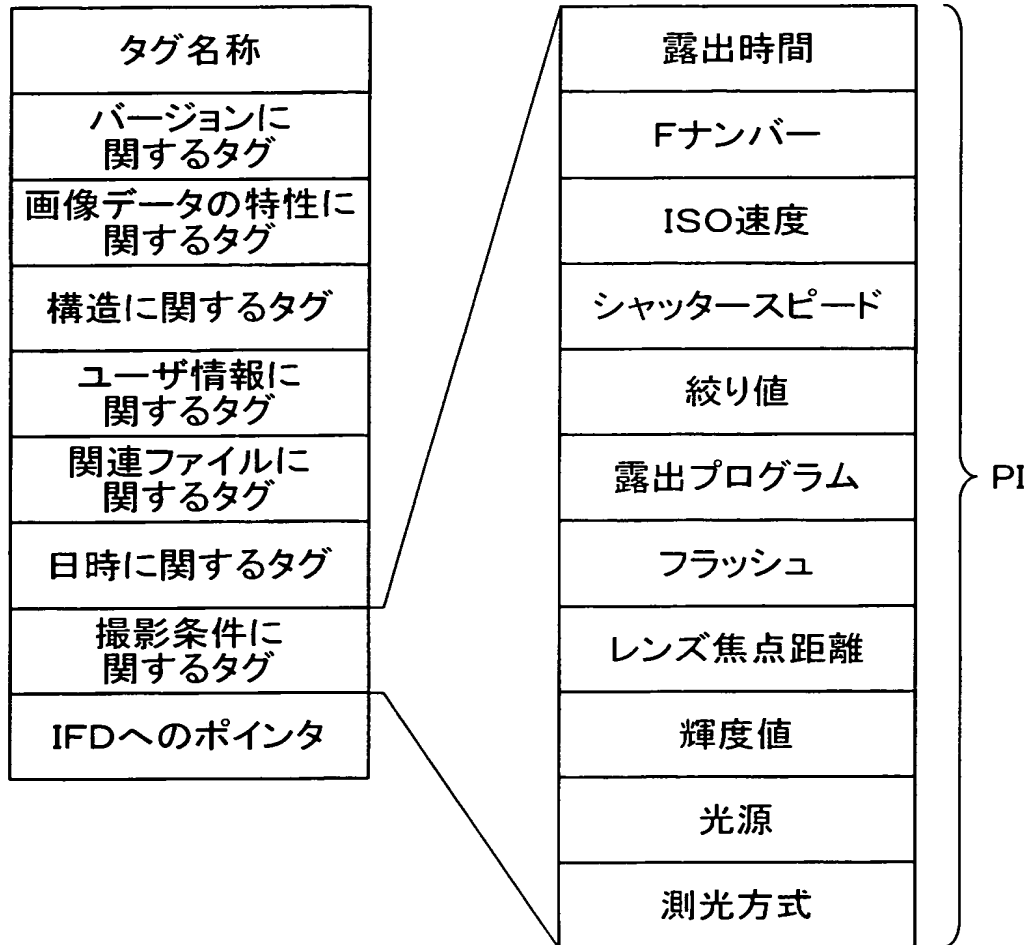 タグ名称
バージョンに
関するタグ
画像データの特性に
関するタグ
構造に関するタグ
ユーザ情報に
関するタグ
関連ファイルに
関するタグ
日時に関するタグ
撮影条件に
関するタグ
IFDへのポインタ
露出時間
Fナンバー
ISO速度
シャッタースピード
絞り値
露出プログラム
フラッシュ
レンズ焦点距離
輝度値
光源
測光方式
PI